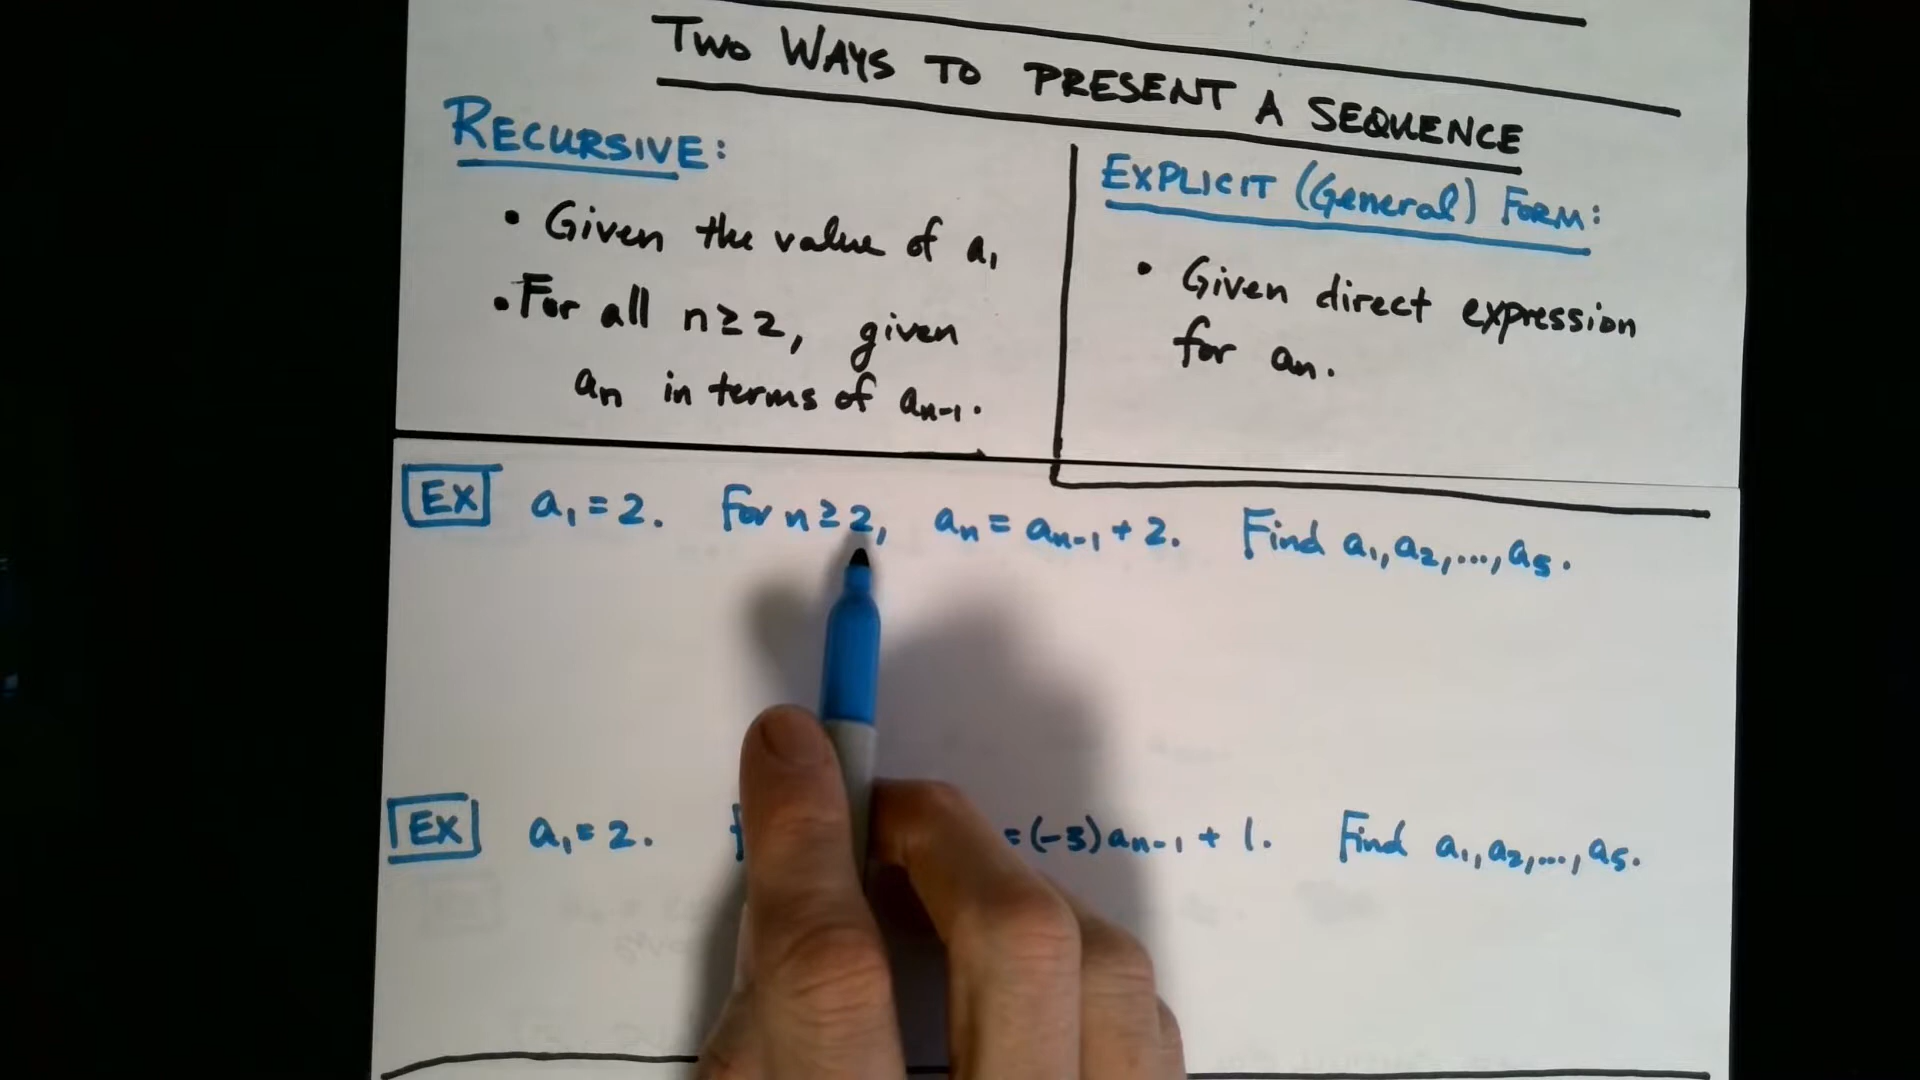 TWO WAYS TO PRESENT A SEQUENCE
RECURSIVE:
• Given the value of a₁
• For all n ≥ 2, given
aₙ in terms of aₙ₋₁.
EXPLICIT (General) FORM:
• Given direct expression
for aₙ.
EX a₁ = 2. For n ≥ 2, aₙ = aₙ₋₁ + 2. Find a₁, a₂, ..., a₅.
EX a₁ = 2. = (-3) aₙ₋₁ + 1. Find a₁, a₂, ..., a₅.